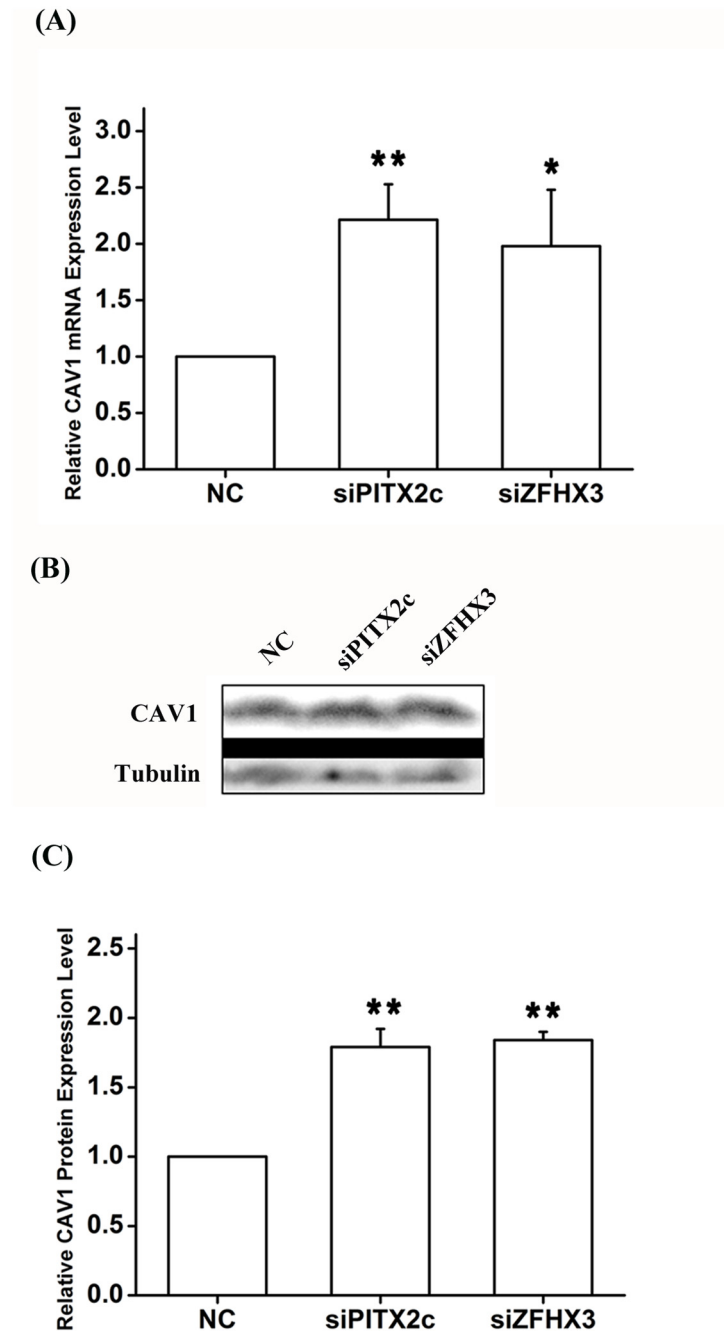 (A)
Relative CAV1 mRNA Expression Level
3.0
2.5
2.0
1.5
1.0
0.5
0.0
**
*
NC siPITX2c siZFHX3
(B)
NC siPITX2c siZFHX3
CAV1
Tubulin
(C)
Relative CAV1 Protein Expression Level
2.5
2.0
1.5
1.0
0.5
0.0
**
**
NC siPITX2c siZFHX3